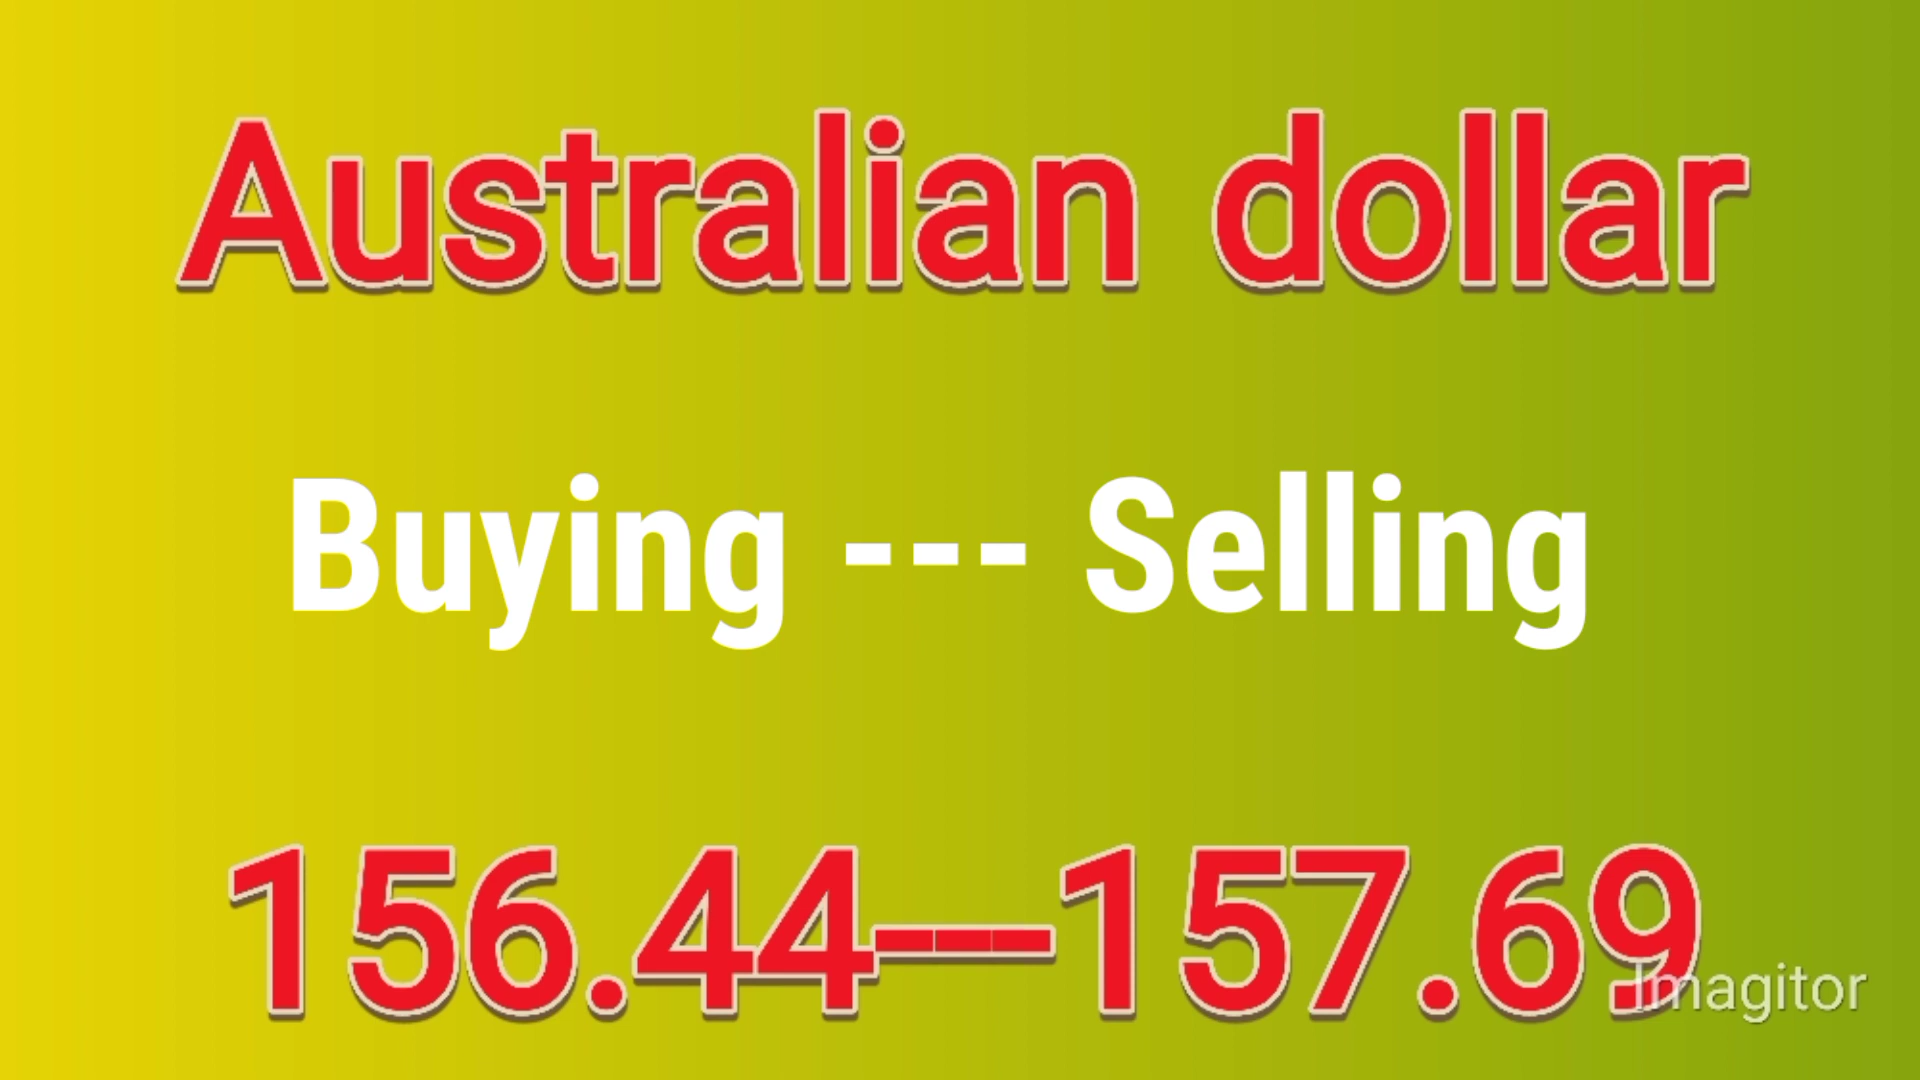 Australian dollar
Buying --- Selling
156.44---157.69
Imagitor